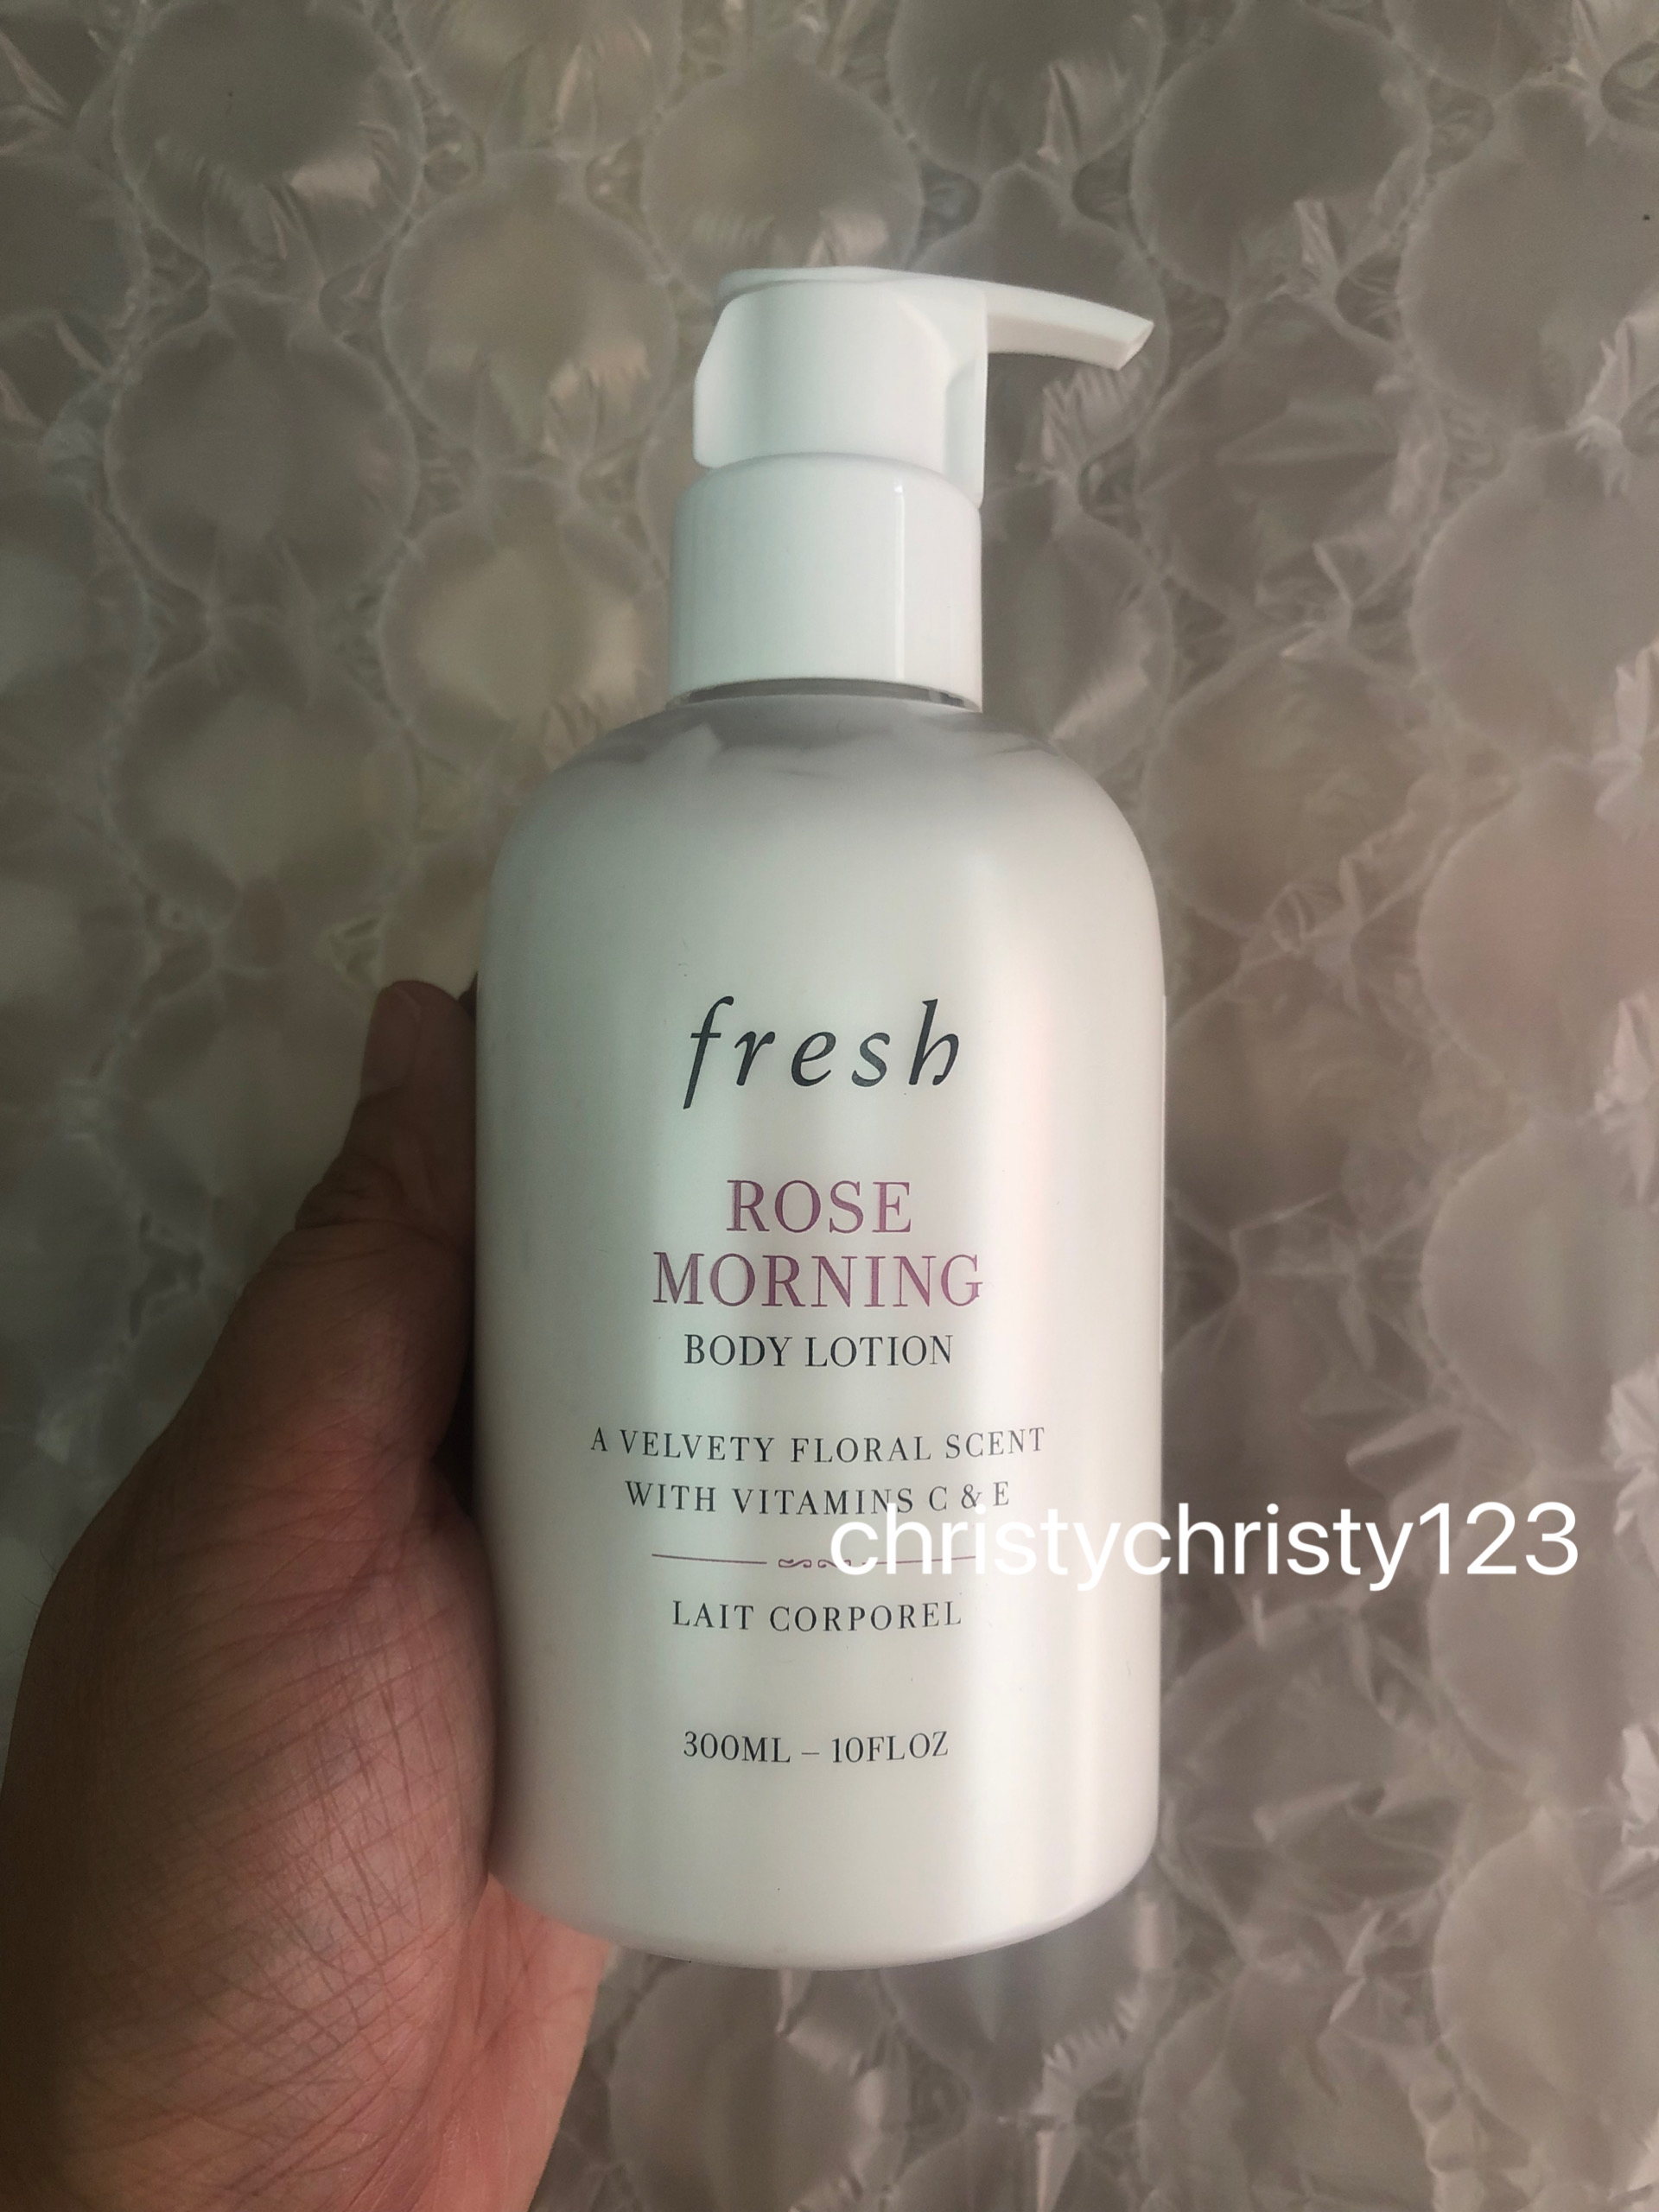 fresh
ROSE
MORNING
BODY LOTION
A VELVETY FLORAL SCENT
WITH VITAMINS C & E
christychristy123
LAIT CORPOREL
300ML – 10FLOZ